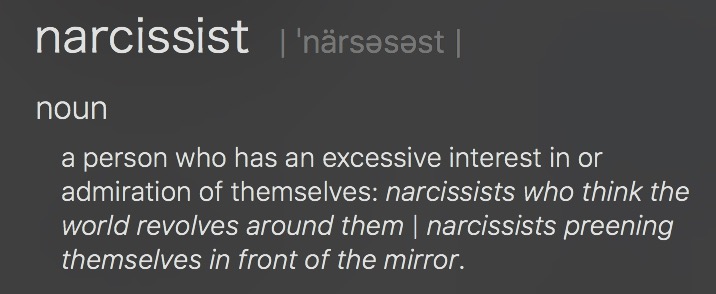 narcissist | ˈnärsəsəst |
noun
a person who has an excessive interest in or
admiration of themselves: narcissists who think the
world revolves around them | narcissists preening
themselves in front of the mirror.